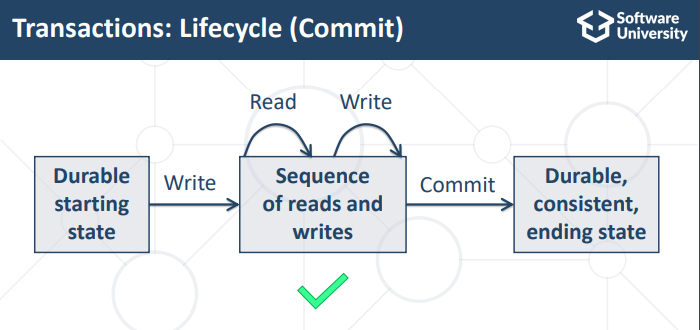 Transactions: Lifecycle (Commit)
Software
University
Read
Write
Durable
starting
state
Write
Sequence
of reads and
writes
Commit
Durable,
consistent,
ending state